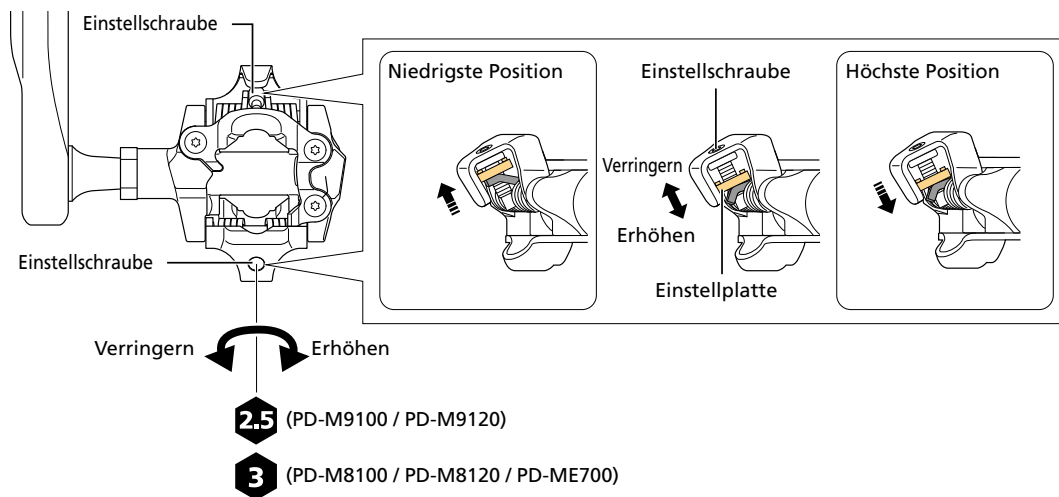 Einstellschraube
Niedrigste Position
Einstellschraube
Höchste Position
Verringern
Erhöhen
Einstellplatte
Einstellschraube
Verringern
Erhöhen
2.5 (PD-M9100 / PD-M9120)
3 (PD-M8100 / PD-M8120 / PD-ME700)